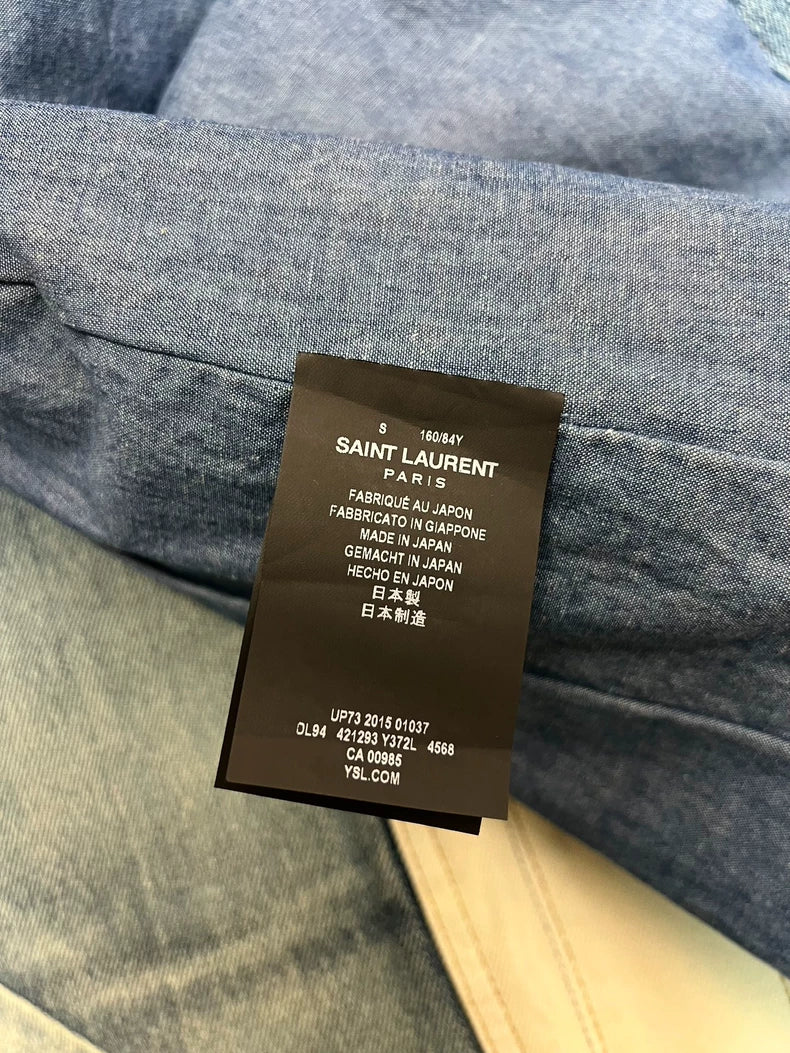 S 160/84Y
SAINT LAURENT
PARIS
FABRIQUÉ AU JAPON
FABBRICATO IN GIAPPONE
MADE IN JAPAN
GEMACHT IN JAPAN
HECHO EN JAPON
日本製
日本制造
UP73 2015 01037
DL94 421293 Y372L 4568
CA 00985
YSL.COM